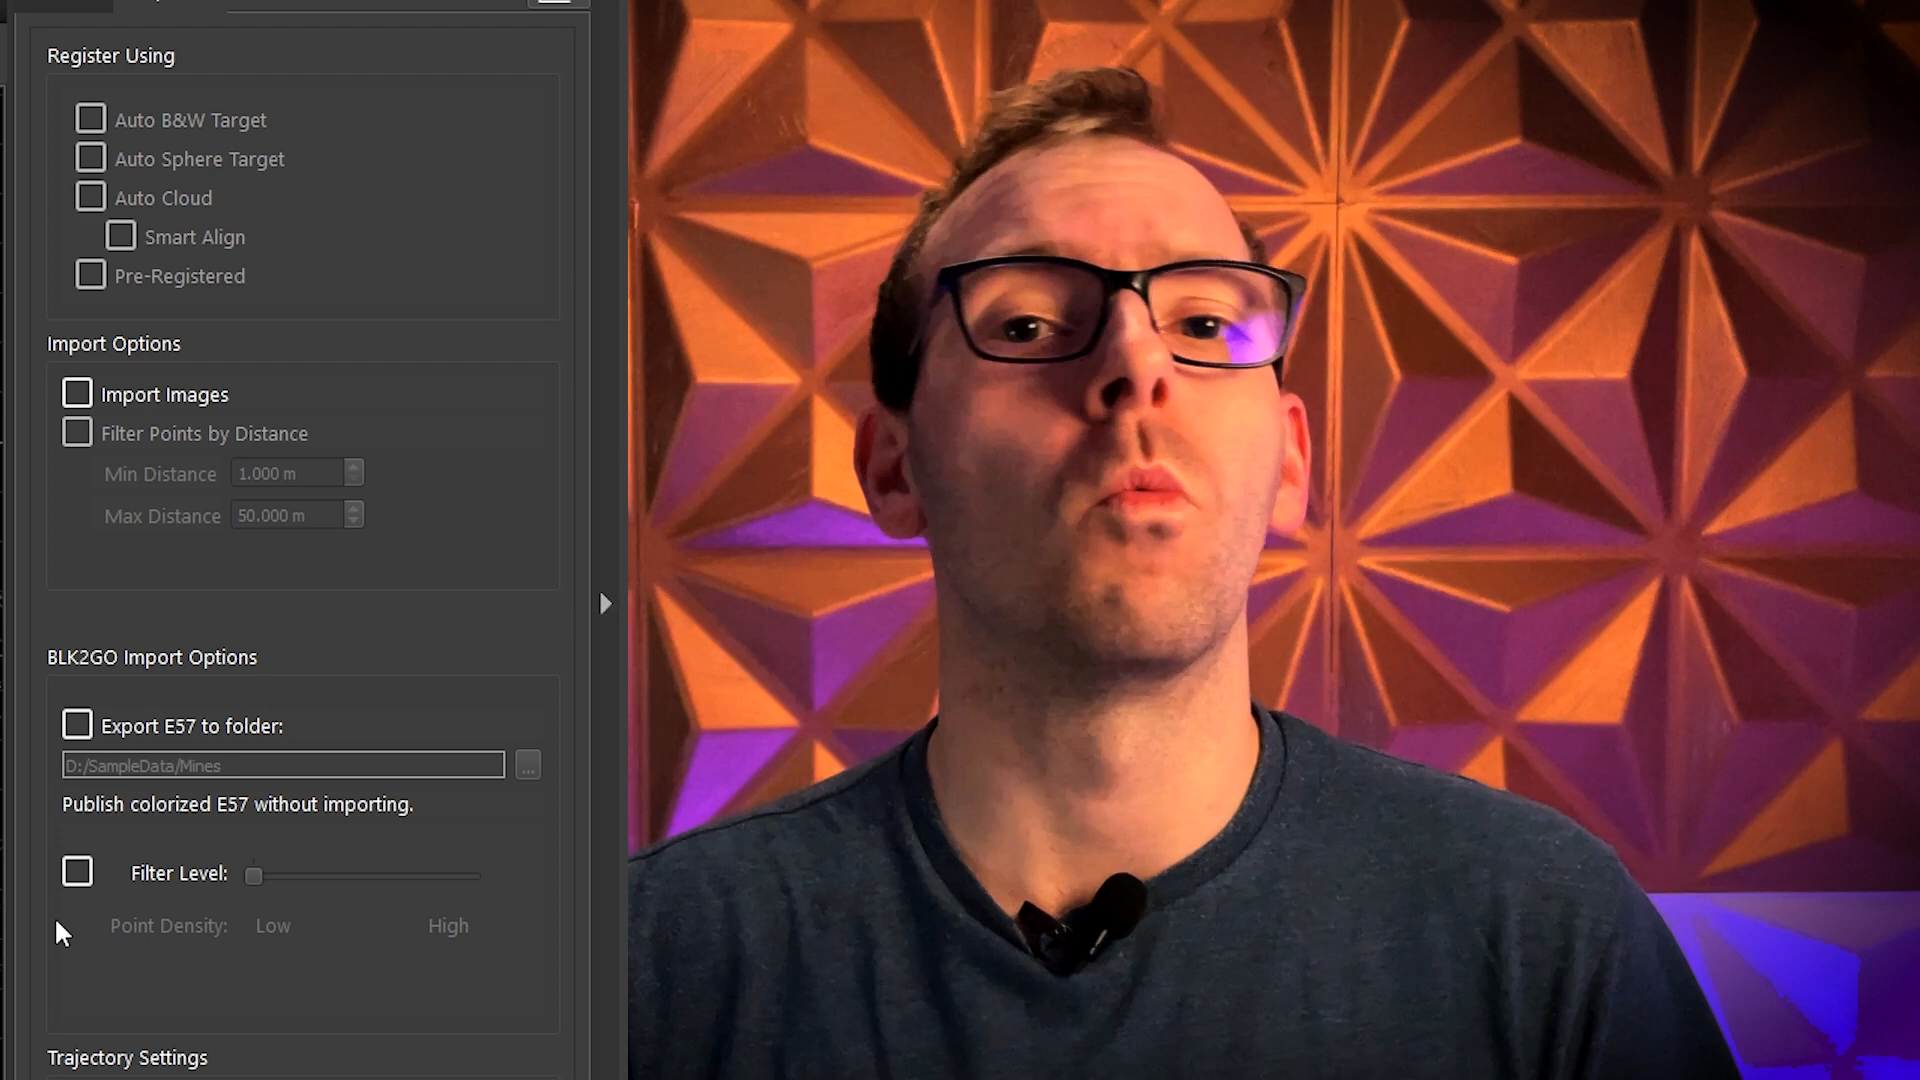 Register Using
Auto B&W Target
Auto Sphere Target
Auto Cloud
Smart Align
Pre-Registered
Import Options
Import Images
Filter Points by Distance
Min Distance 1.000 m
Max Distance 50.000 m
BLK2GO Import Options
Export E57 to folder:
D:/SampleData/Mines ...
Publish colorized E57 without importing.
Filter Level:
Point Density: Low High
Trajectory Settings